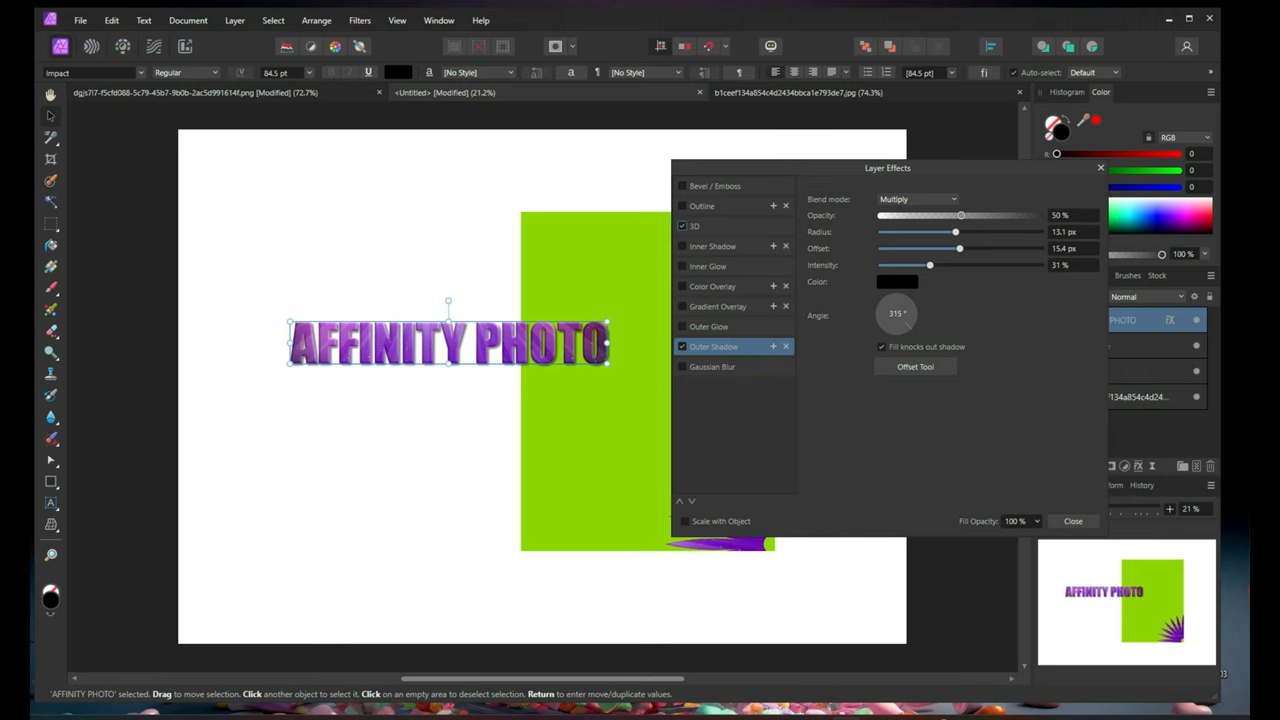 File Edit Text Document Layer Select Arrange Filters View Window Help
Impact Regular 84.5 pt [No Style] [No Style] [84.5 pt] Auto-select: Default
dgjs7l7-f5cfd088-5c79-45b7-9b0b-2ac5d991614f.png [Modified] (72.7%) <Untitled> [Modified] (21.2%) b1ceef134a854c4d2434bbca1e793de7.jpg (74.3%)
Histogram Color
RGB
R: 0
0
0
100 %
Brushes Stock
Normal
PHOTO
f134a854c4d24...
orm History
21 %
Layer Effects
Bevel / Emboss
Outline
3D
Inner Shadow
Inner Glow
Color Overlay
Gradient Overlay
Outer Glow
Outer Shadow
Gaussian Blur
Blend mode: Multiply
Opacity: 50 %
Radius: 13.1 px
Offset: 15.4 px
Intensity: 31 %
Color:
Angle: 315 °
Fill knocks out shadow
Offset Tool
Scale with Object
Fill Opacity: 100 % Close
AFFINITY PHOTO
AFFINITY PHOTO
'AFFINITY PHOTO' selected. Drag to move selection. Click another object to select it. Click on an empty area to deselect selection. Return to enter move/duplicate values.